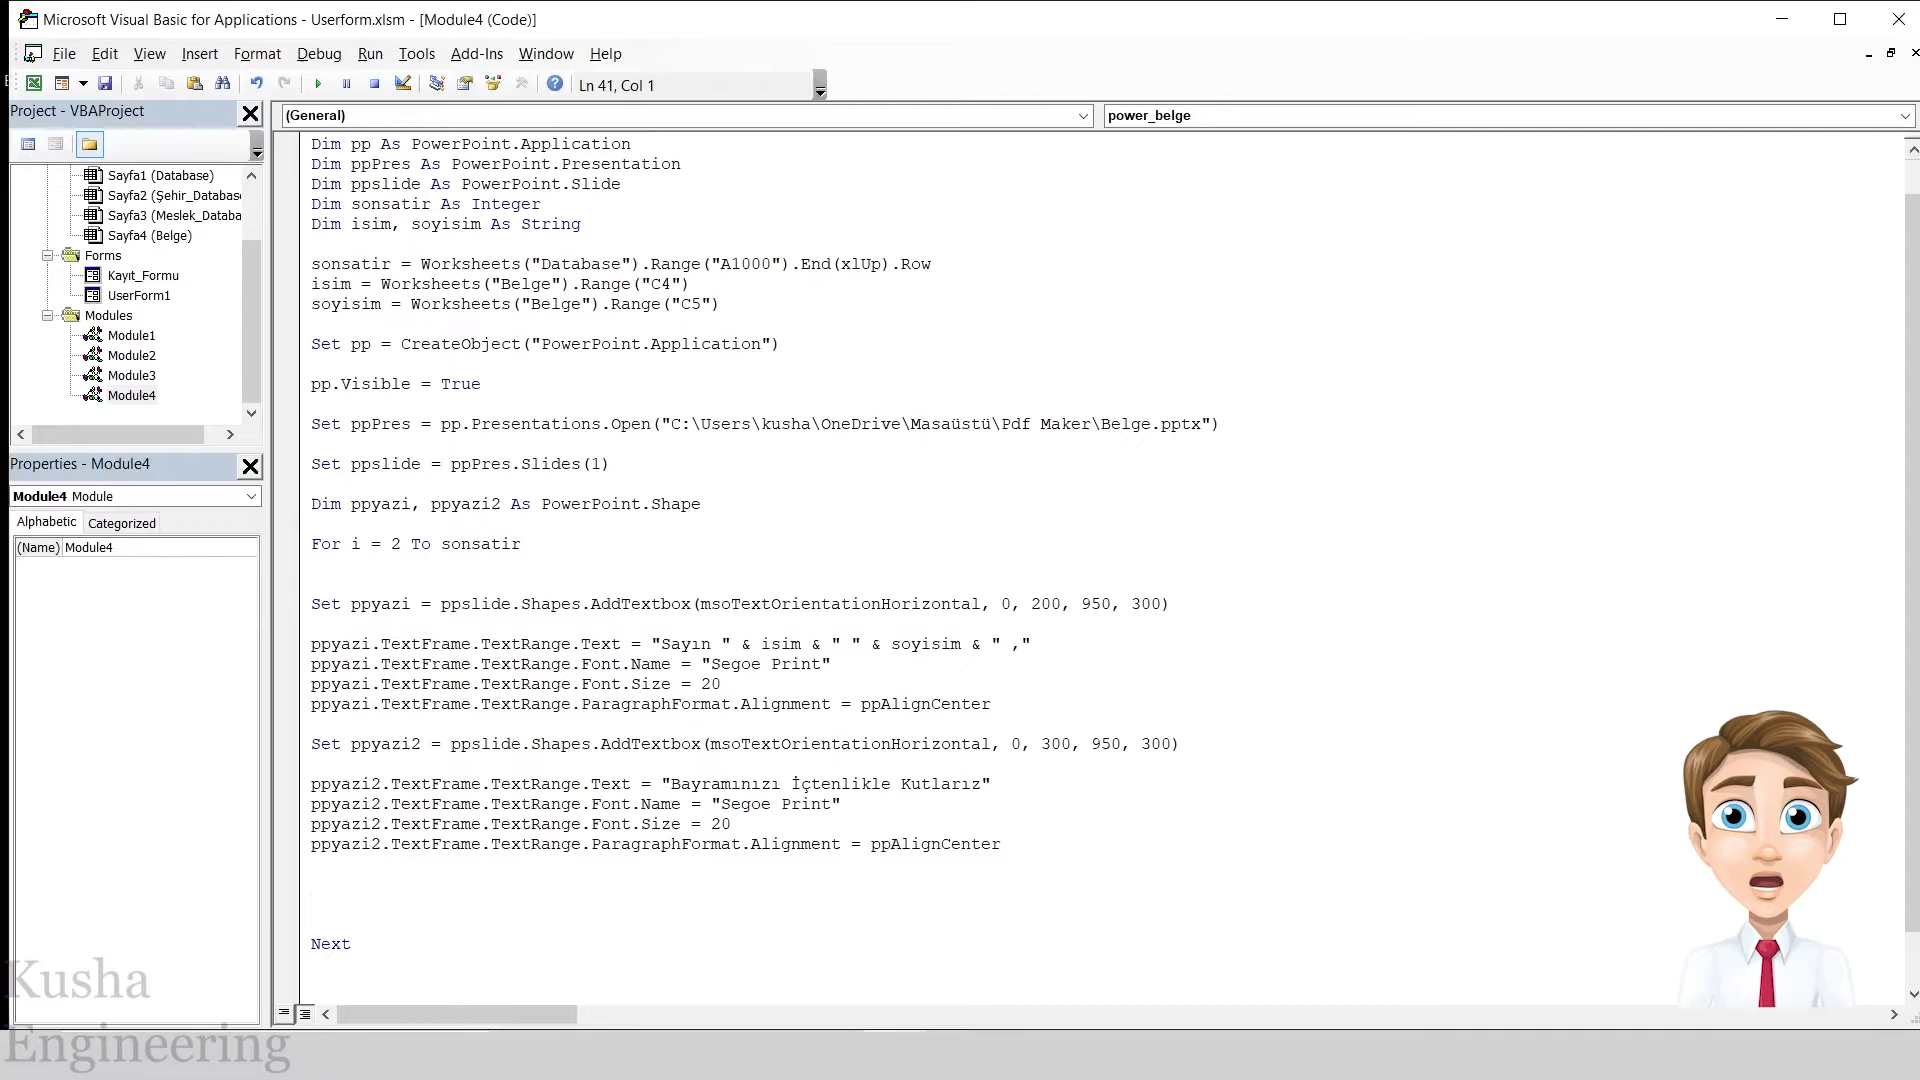 Microsoft Visual Basic for Applications - Userform.xlsm - [Module4 (Code)]
File Edit View Insert Format Debug Run Tools Add-Ins Window Help
Ln 41, Col 1
Project - VBAProject
Sayfa1 (Database)
Sayfa2 (Şehir_Databas
Sayfa3 (Meslek_Databa
Sayfa4 (Belge)
Forms
Kayıt_Formu
UserForm1
Modules
Module1
Module2
Module3
Module4
Properties - Module4
Module4 Module
Alphabetic Categorized
(Name) Module4
(General) power_belge
Dim pp As PowerPoint.Application
Dim ppPres As PowerPoint.Presentation
Dim ppslide As PowerPoint.Slide
Dim sonsatir As Integer
Dim isim, soyisim As String
sonsatir = Worksheets("Database").Range("A1000").End(xlUp).Row
isim = Worksheets("Belge").Range("C4")
soyisim = Worksheets("Belge").Range("C5")
Set pp = CreateObject("PowerPoint.Application")
pp.Visible = True
Set ppPres = pp.Presentations.Open("C:\Users\kusha\OneDrive\Masaüstü\Pdf Maker\Belge.pptx")
Set ppslide = ppPres.Slides(1)
Dim ppyazi, ppyazi2 As PowerPoint.Shape
For i = 2 To sonsatir
Set ppyazi = ppslide.Shapes.AddTextbox(msoTextOrientationHorizontal, 0, 200, 950, 300)
ppyazi.TextFrame.TextRange.Text = "Sayın " & isim & " " & soyisim & " ,"
ppyazi.TextFrame.TextRange.Font.Name = "Segoe Print"
ppyazi.TextFrame.TextRange.Font.Size = 20
ppyazi.TextFrame.TextRange.ParagraphFormat.Alignment = ppAlignCenter
Set ppyazi2 = ppslide.Shapes.AddTextbox(msoTextOrientationHorizontal, 0, 300, 950, 300)
ppyazi2.TextFrame.TextRange.Text = "Bayramınızı İçtenlikle Kutlarız"
ppyazi2.TextFrame.TextRange.Font.Name = "Segoe Print"
ppyazi2.TextFrame.TextRange.Font.Size = 20
ppyazi2.TextFrame.TextRange.ParagraphFormat.Alignment = ppAlignCenter
Next
Kusha
Engineering